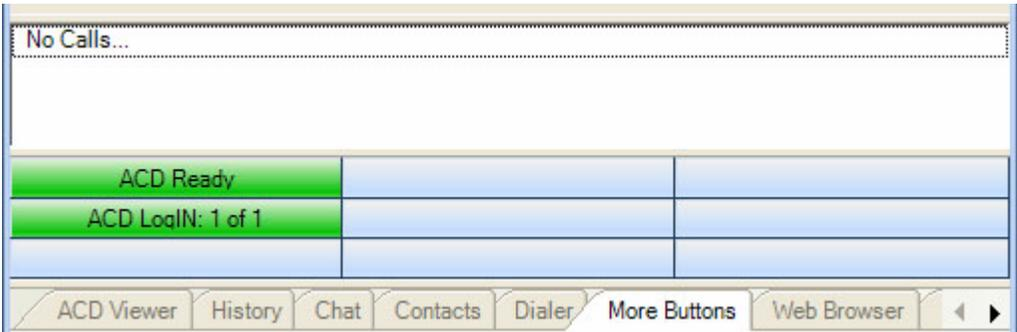 No Calls...
ACD Ready
ACD LogIN: 1 of 1
ACD Viewer History Chat Contacts Dialer More Buttons Web Browser